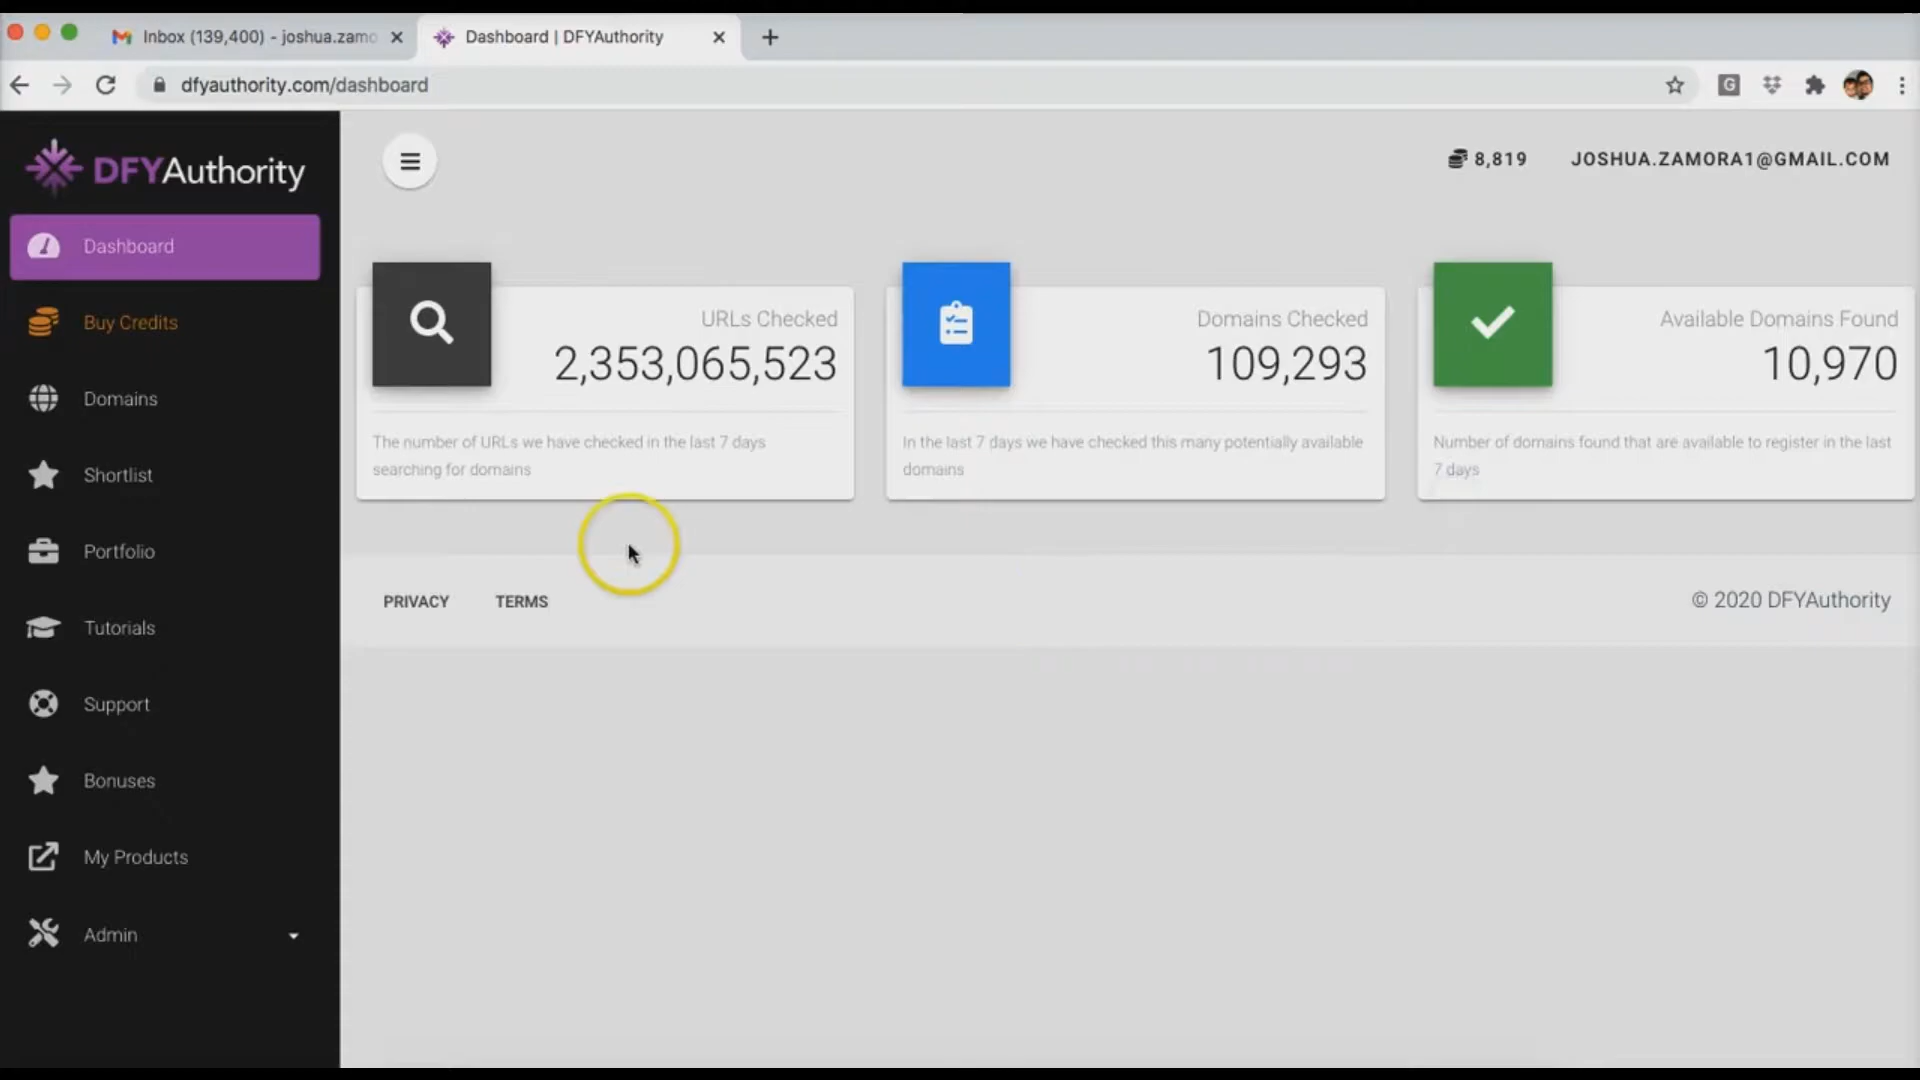 Inbox (139,400) - joshua.zamo
Dashboard | DFYAuthority
dfyauthority.com/dashboard
G
DFYAuthority
8,819
JOSHUA.ZAMORA1@GMAIL.COM
Dashboard
Buy Credits
Domains
Shortlist
Portfolio
Tutorials
Support
Bonuses
My Products
Admin
URLs Checked
2,353,065,523
The number of URLs we have checked in the last 7 days
searching for domains
Domains Checked
109,293
In the last 7 days we have checked this many potentially available
domains
Available Domains Found
10,970
Number of domains found that are available to register in the last
7 days
PRIVACY
TERMS
© 2020 DFYAuthority